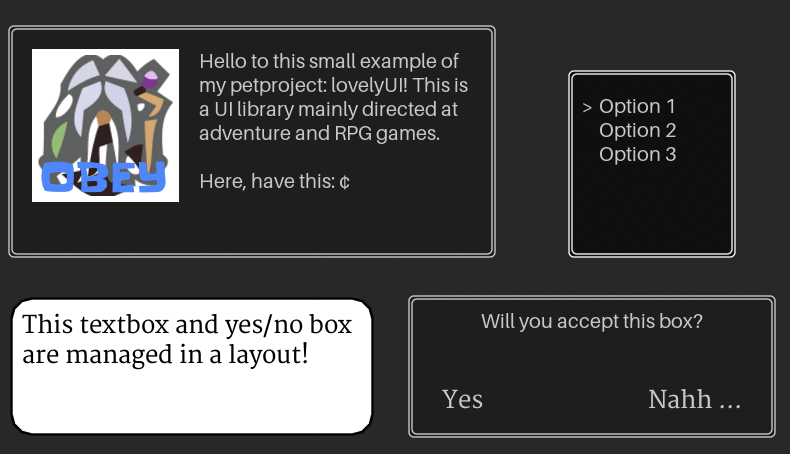 OBEY
Hello to this small example of
my petproject: lovelyUI! This is
a UI library mainly directed at
adventure and RPG games.
Here, have this: ¢
> Option 1
Option 2
Option 3
This textbox and yes/no box
are managed in a layout!
Will you accept this box?
Yes
Nahh ...